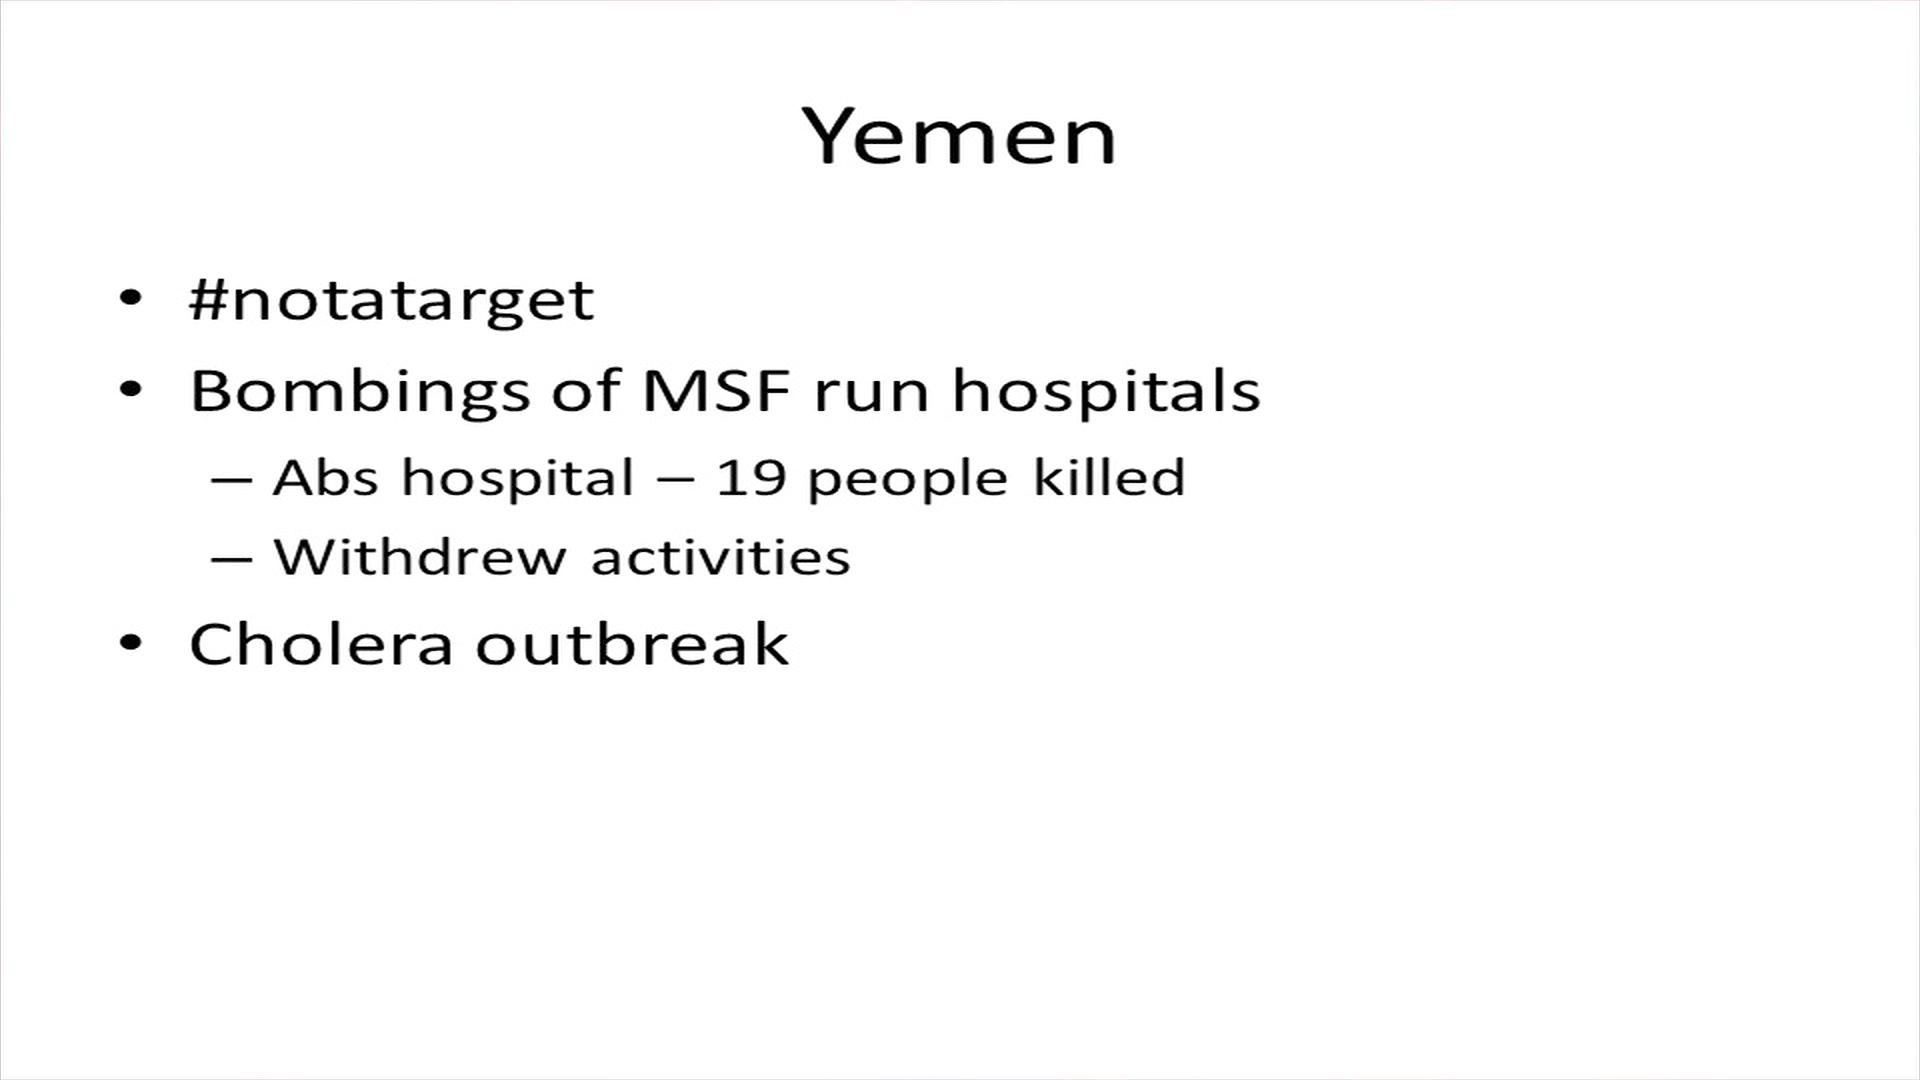 Yemen
• #notatarget
• Bombings of MSF run hospitals
– Abs hospital – 19 people killed
– Withdrew activities
• Cholera outbreak